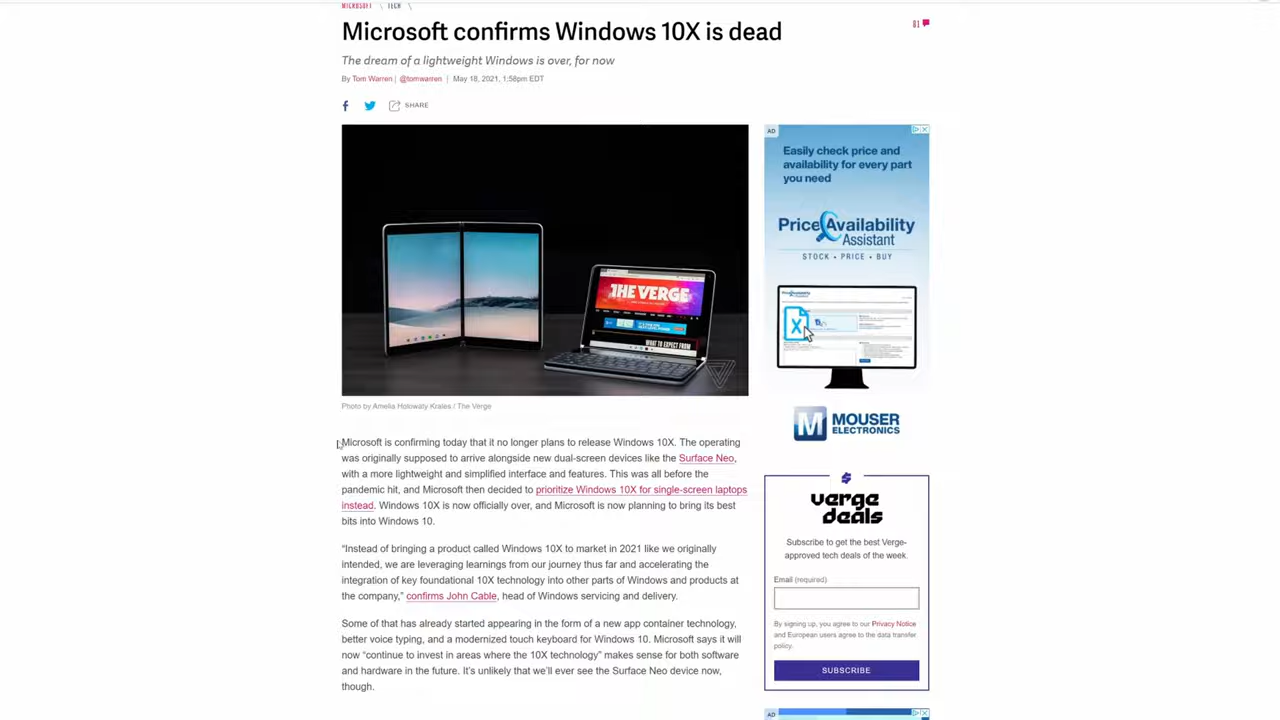 MICROSOFT \ TECH \
Microsoft confirms Windows 10X is dead
81
The dream of a lightweight Windows is over, for now
By Tom Warren | @tomwarren | May 18, 2021, 1:58pm EDT
SHARE
THE VERGE
WHAT TO EXPECT FROM
Photo by Amelia Holowaty Krales / The Verge
Microsoft is confirming today that it no longer plans to release Windows 10X. The operating
was originally supposed to arrive alongside new dual-screen devices like the Surface Neo,
with a more lightweight and simplified interface and features. This was all before the
pandemic hit, and Microsoft then decided to prioritize Windows 10X for single-screen laptops
instead. Windows 10X is now officially over, and Microsoft is now planning to bring its best
bits into Windows 10.
“Instead of bringing a product called Windows 10X to market in 2021 like we originally
intended, we are leveraging learnings from our journey thus far and accelerating the
integration of key foundational 10X technology into other parts of Windows and products at
the company,” confirms John Cable, head of Windows servicing and delivery.
Some of that has already started appearing in the form of a new app container technology,
better voice typing, and a modernized touch keyboard for Windows 10. Microsoft says it will
now “continue to invest in areas where the 10X technology” makes sense for both software
and hardware in the future. It’s unlikely that we’ll ever see the Surface Neo device now,
though.
AD
Easily check price and
availability for every part
you need
Price Availability
Assistant
STOCK • PRICE • BUY
X
M MOUSER
ELECTRONICS
verge
deals
Subscribe to get the best Verge-
approved tech deals of the week.
Email (required)
By signing up, you agree to our Privacy Notice
and European users agree to the data transfer
policy.
SUBSCRIBE
AD